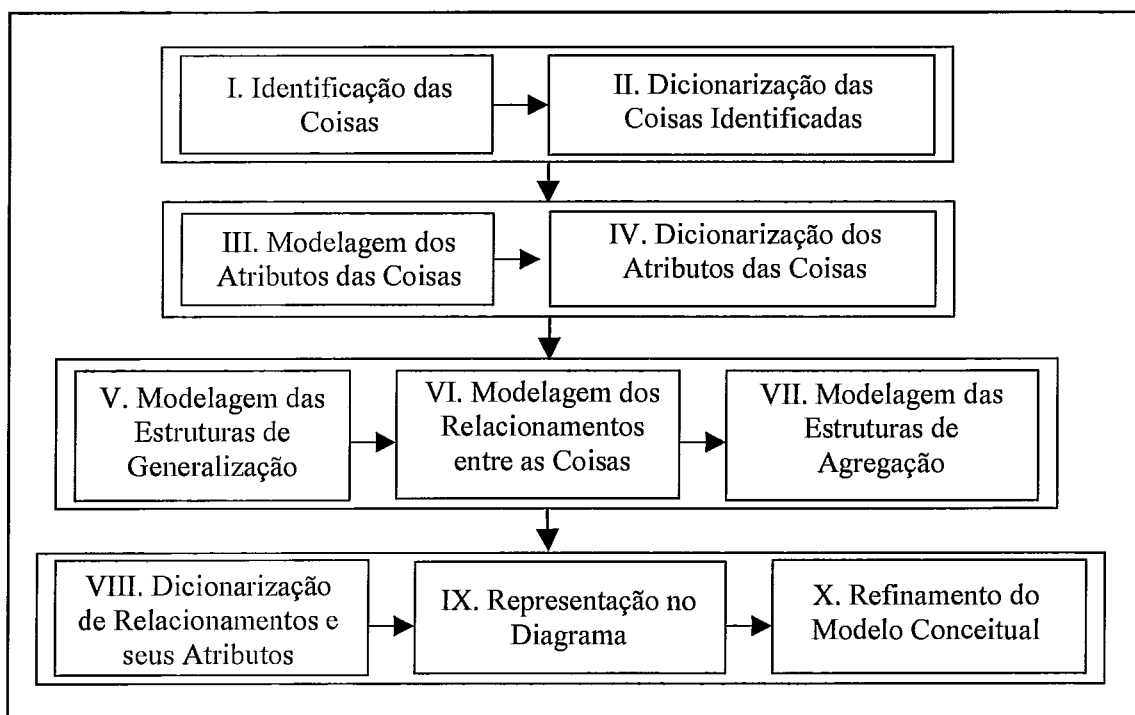 I. Identificação das
Coisas
II. Dicionarização das
Coisas Identificadas
III. Modelagem dos
Atributos das Coisas
IV. Dicionarização dos
Atributos das Coisas
V. Modelagem das
Estruturas de
Generalização
VI. Modelagem dos
Relacionamentos
entre as Coisas
VII. Modelagem das
Estruturas de
Agregação
VIII. Dicionarização
de Relacionamentos e
seus Atributos
IX. Representação no
Diagrama
X. Refinamento do
Modelo Conceitual